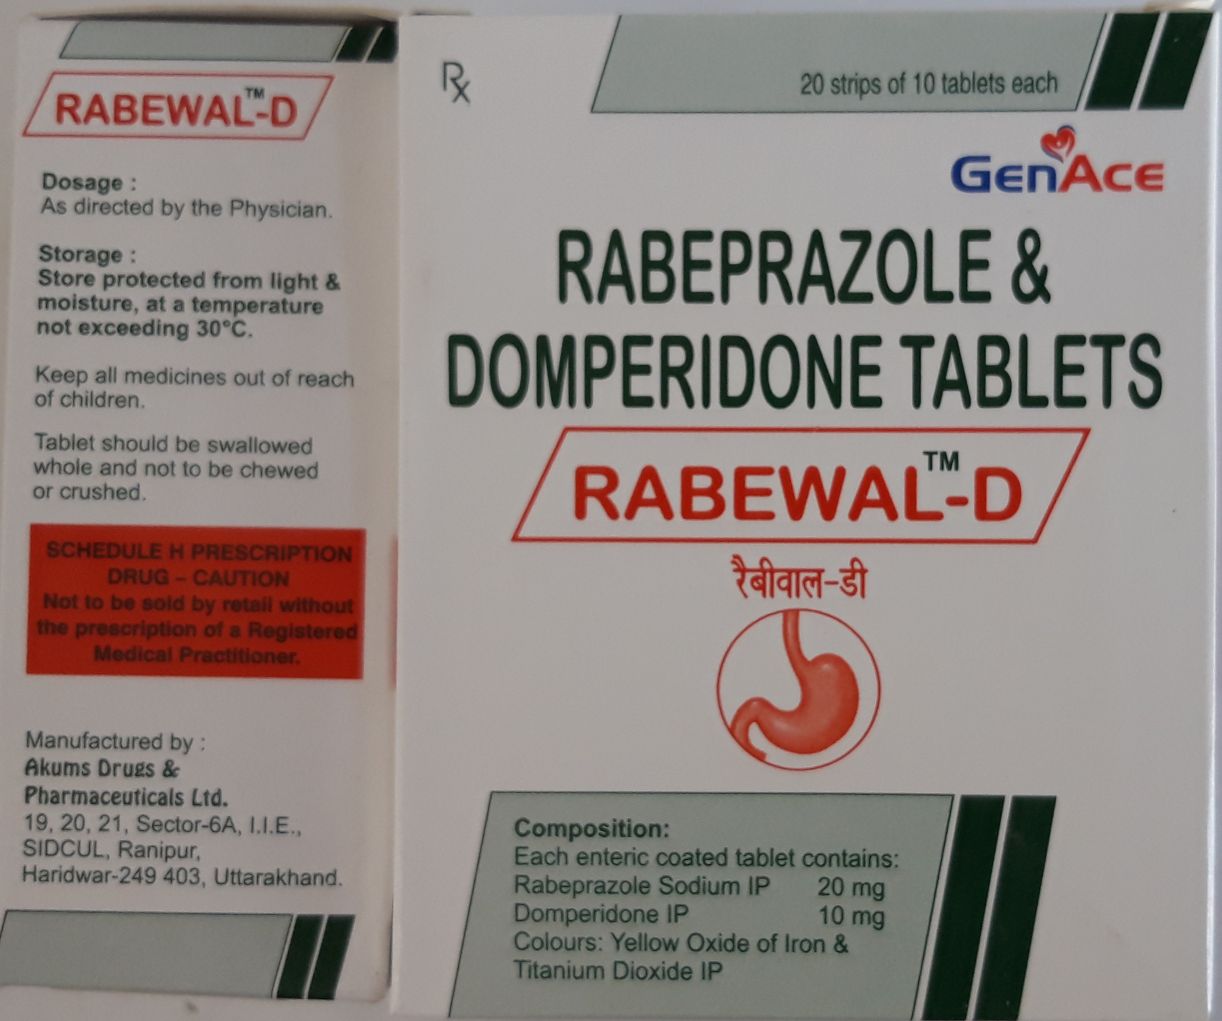 RABEWAL™-D
Dosage :
As directed by the Physician.
Storage :
Store protected from light &
moisture, at a temperature
not exceeding 30°C.
Keep all medicines out of reach
of children.
Tablet should be swallowed
whole and not to be chewed
or crushed.
SCHEDULE H PRESCRIPTION
DRUG – CAUTION
Not to be sold by retail without
the prescription of a Registered
Medical Practitioner.
Manufactured by :
Akums Drugs &
Pharmaceuticals Ltd.
19, 20, 21, Sector-6A, I.I.E.,
SIDCUL, Ranipur,
Haridwar-249 403, Uttarakhand.
Rx
20 strips of 10 tablets each
GenAce
RABEPRAZOLE &
DOMPERIDONE TABLETS
RABEWAL™-D
रैबीवाल-डी
Composition:
Each enteric coated tablet contains:
Rabeprazole Sodium IP 20 mg
Domperidone IP 10 mg
Colours: Yellow Oxide of Iron &
Titanium Dioxide IP